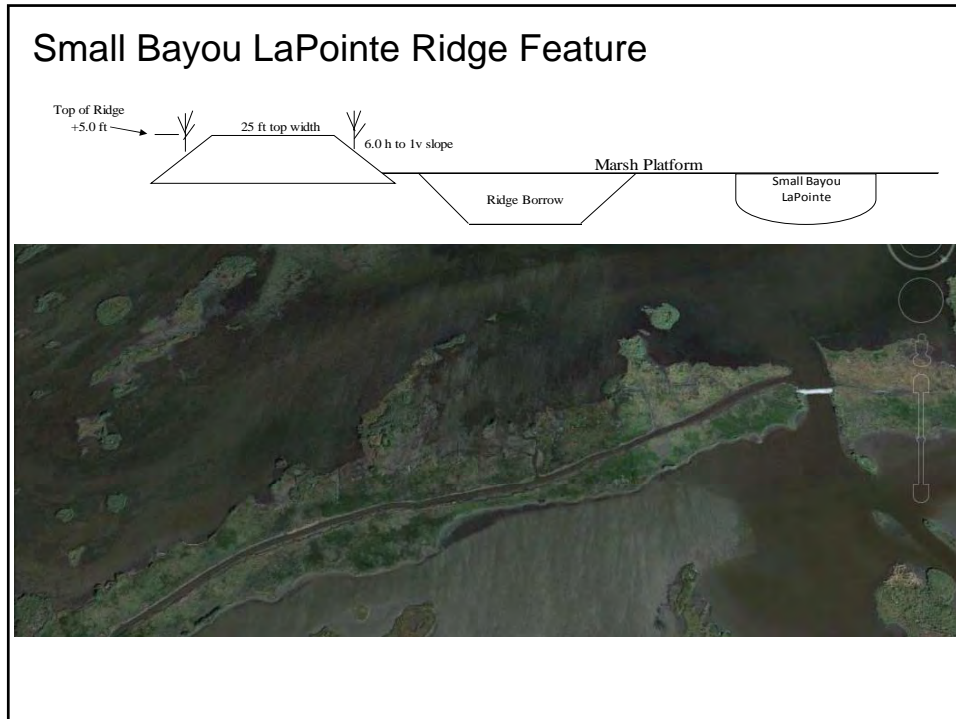 Small Bayou LaPointe Ridge Feature
Top of Ridge
+5.0 ft
25 ft top width
6.0 h to 1v slope
Marsh Platform
Ridge Borrow
Small Bayou
LaPointe